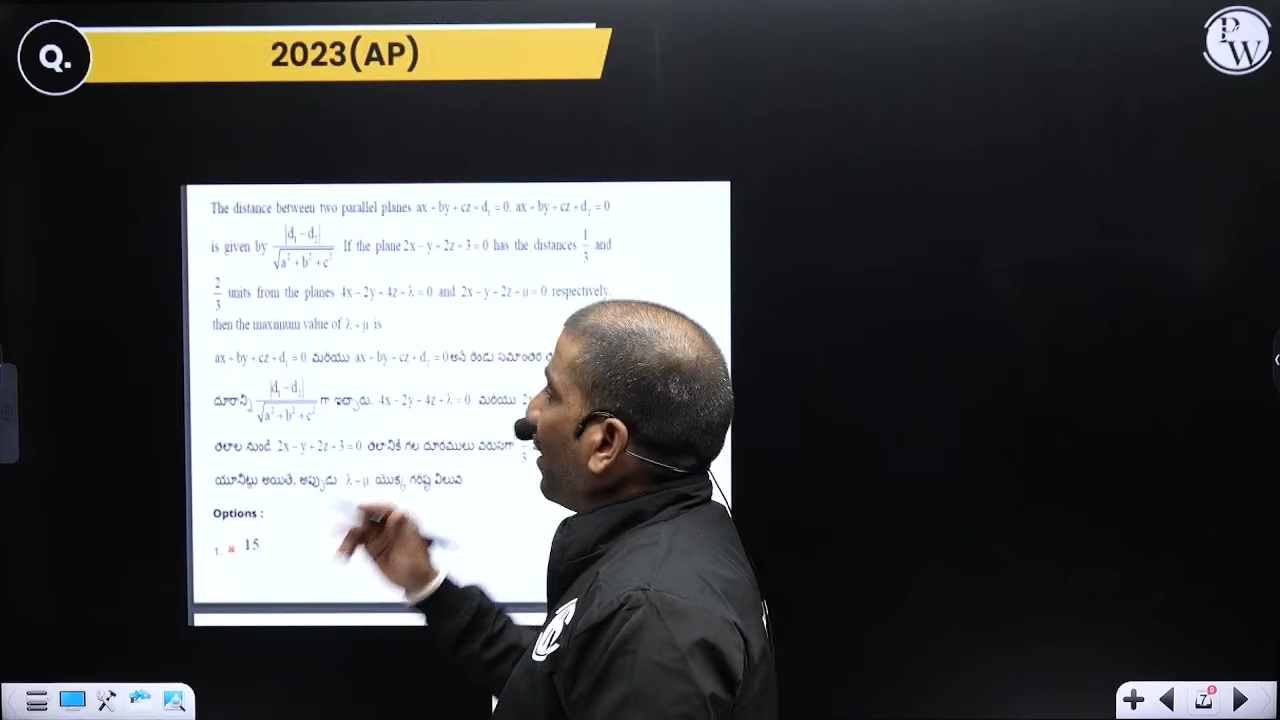 Q.
2023(AP)
PW
The distance between two parallel planes ax + by + cz + d₁ = 0, ax + by + cz + d₂ = 0
is given by |d₁ − d₂| / √(a² + b² + c²). If the plane 2x − y + 2z + 3 = 0 has the distances 1/3 and
2/3 units from the planes 4x − 2y + 4z + λ = 0 and 2x − y + 2z + μ = 0 respectively,
then the maximum value of λ + μ is
ax + by + cz + d₁ = 0 మరియు ax + by + cz + d₂ = 0 అనే రెండు సమాంతర
దూరాన్ని |d₁ − d₂| / √(a² + b² + c²) గా ఇచ్చారు. 4x − 2y + 4z + λ = 0 మరియు 2x
తలాల నుండి 2x − y + 2z + 3 = 0 తలానికి గల దూరములు వరుసగా 1/3
యూనిట్లు అయితే, అప్పుడు λ + μ యొక్క గరిష్ట విలువ
Options :
1. 15